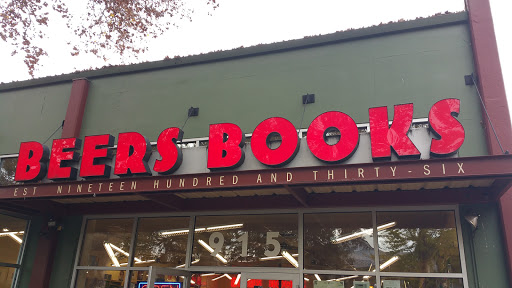 BEERS BOOKS
EST NINETEEN HUNDRED AND THIRTY-SIX
915